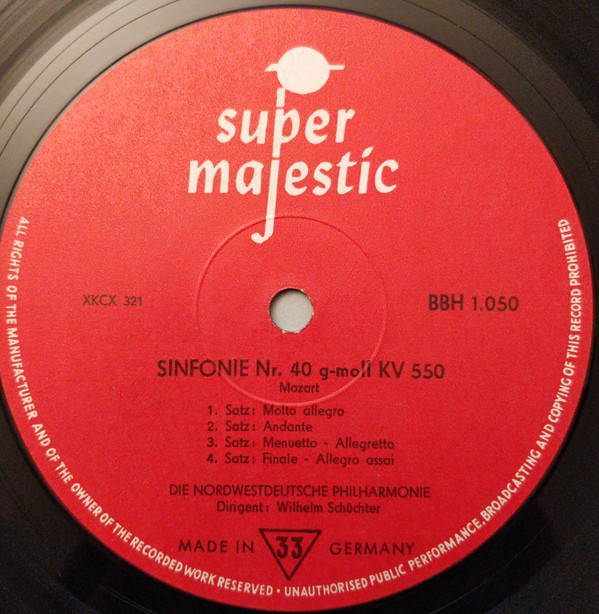 super
majestic
XKCX 321
BBH 1.050
SINFONIE Nr. 40 g-moll KV 550
Mozart
1. Satz: Molto allegro
2. Satz: Andante
3. Satz: Menuetto - Allegretto
4. Satz: Finale - Allegro assai
DIE NORDWESTDEUTSCHE PHILHARMONIE
Dirigent: Wilhelm Schüchter
MADE IN 33 GERMANY
ALL RIGHTS OF THE MANUFACTURER AND OF THE OWNER OF THE RECORDED WORK RESERVED · UNAUTHORISED PUBLIC PERFORMANCE, BROADCASTING AND COPYING OF THIS RECORD PROHIBITED